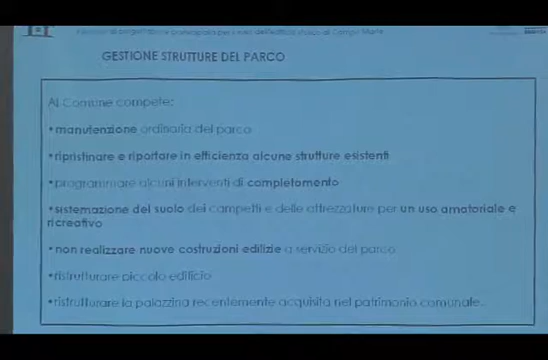 GESTIONE STRUTTURE DEL PARCO
Al Comune compete:
•manutenzione ordinaria del parco
•ripristinare e riportare in efficienza alcune strutture esistenti
•programmare alcuni interventi di completamento
•sistemazione del suolo dei campetti e delle attrezzature per un uso amatoriale e
ricreativo
•non realizzare nuove costruzioni edilizie a servizio del parco
•ristrutturare piccolo edificio
•ristrutturare la palazzina recentemente acquisita nel patrimonio comunale.